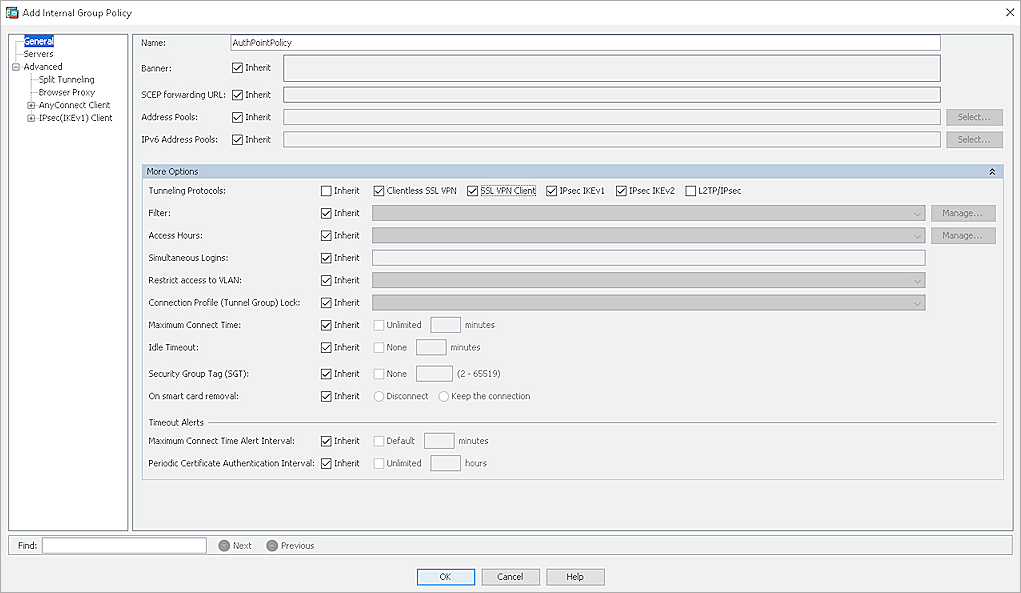 Add Internal Group Policy
General
Servers
Advanced
Split Tunneling
Browser Proxy
AnyConnect Client
IPsec(IKEv1) Client
Name: AuthPointPolicy
Banner: Inherit
SCEP forwarding URL: Inherit
Address Pools: Inherit Select...
IPv6 Address Pools: Inherit Select...
More Options
Tunneling Protocols: Inherit Clientless SSL VPN SSL VPN Client IPsec IKEv1 IPsec IKEv2 L2TP/IPsec
Filter: Inherit Manage...
Access Hours: Inherit Manage...
Simultaneous Logins: Inherit
Restrict access to VLAN: Inherit
Connection Profile (Tunnel Group) Lock: Inherit
Maximum Connect Time: Inherit Unlimited minutes
Idle Timeout: Inherit None minutes
Security Group Tag (SGT): Inherit None (2 - 65519)
On smart card removal: Inherit Disconnect Keep the connection
Timeout Alerts
Maximum Connect Time Alert Interval: Inherit Default minutes
Periodic Certificate Authentication Interval: Inherit Unlimited hours
Find: Next Previous
OK Cancel Help